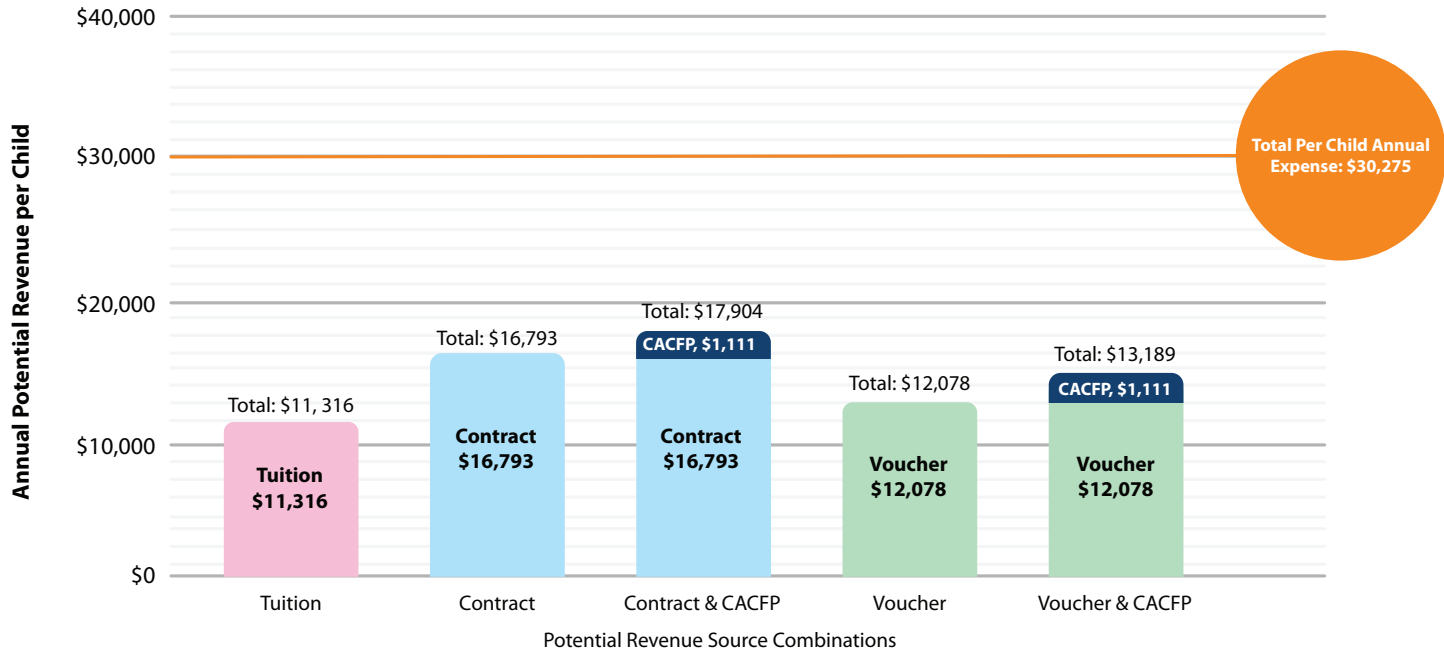 $40,000
$30,000
$20,000
$10,000
$0
Annual Potential Revenue per Child
Total Per Child Annual
Expense: $30,275
Total: $11, 316
Tuition
$11,316
Total: $16,793
Contract
$16,793
Total: $17,904
CACFP, $1,111
Contract
$16,793
Total: $12,078
Voucher
$12,078
Total: $13,189
CACFP, $1,111
Voucher
$12,078
Tuition
Contract
Contract & CACFP
Voucher
Voucher & CACFP
Potential Revenue Source Combinations